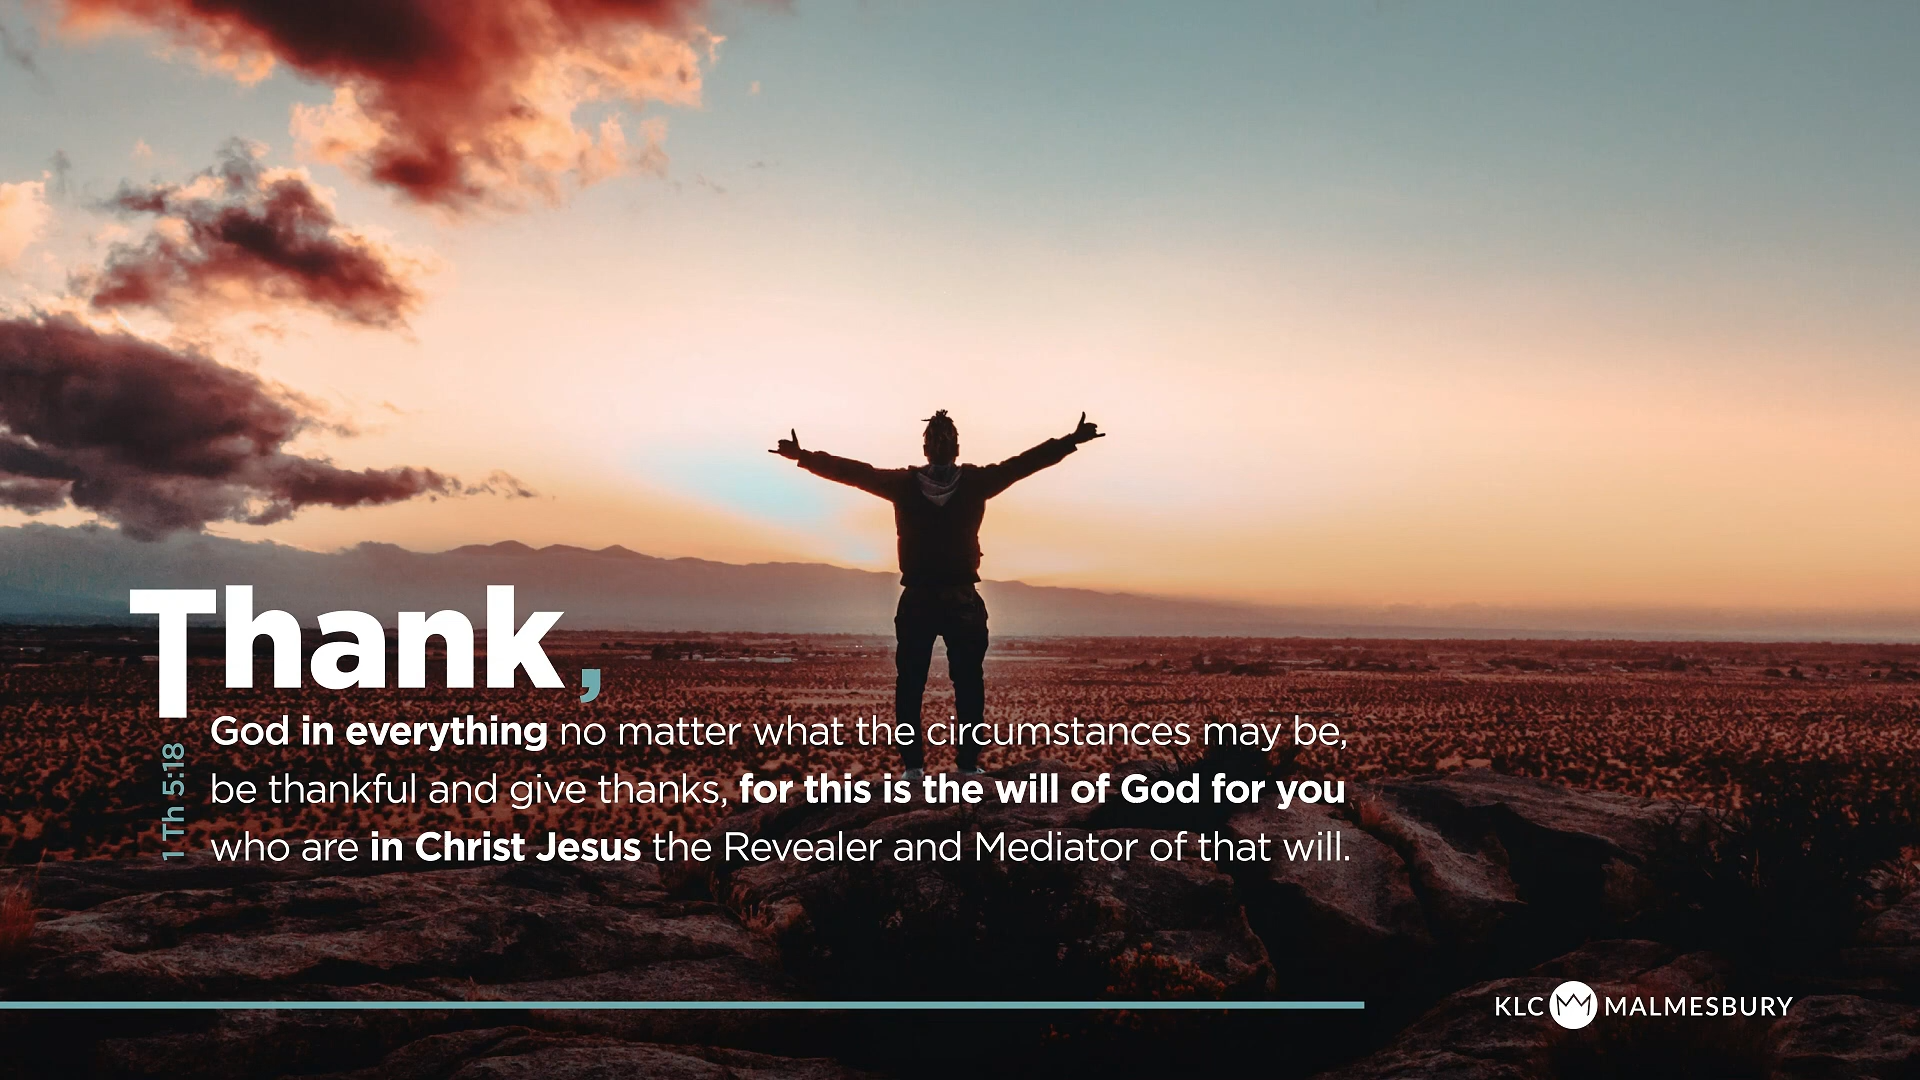 Thank,
God in everything no matter what the circumstances may be,
be thankful and give thanks, for this is the will of God for you
who are in Christ Jesus the Revealer and Mediator of that will.
1 Th 5:18
KLC MALMESBURY